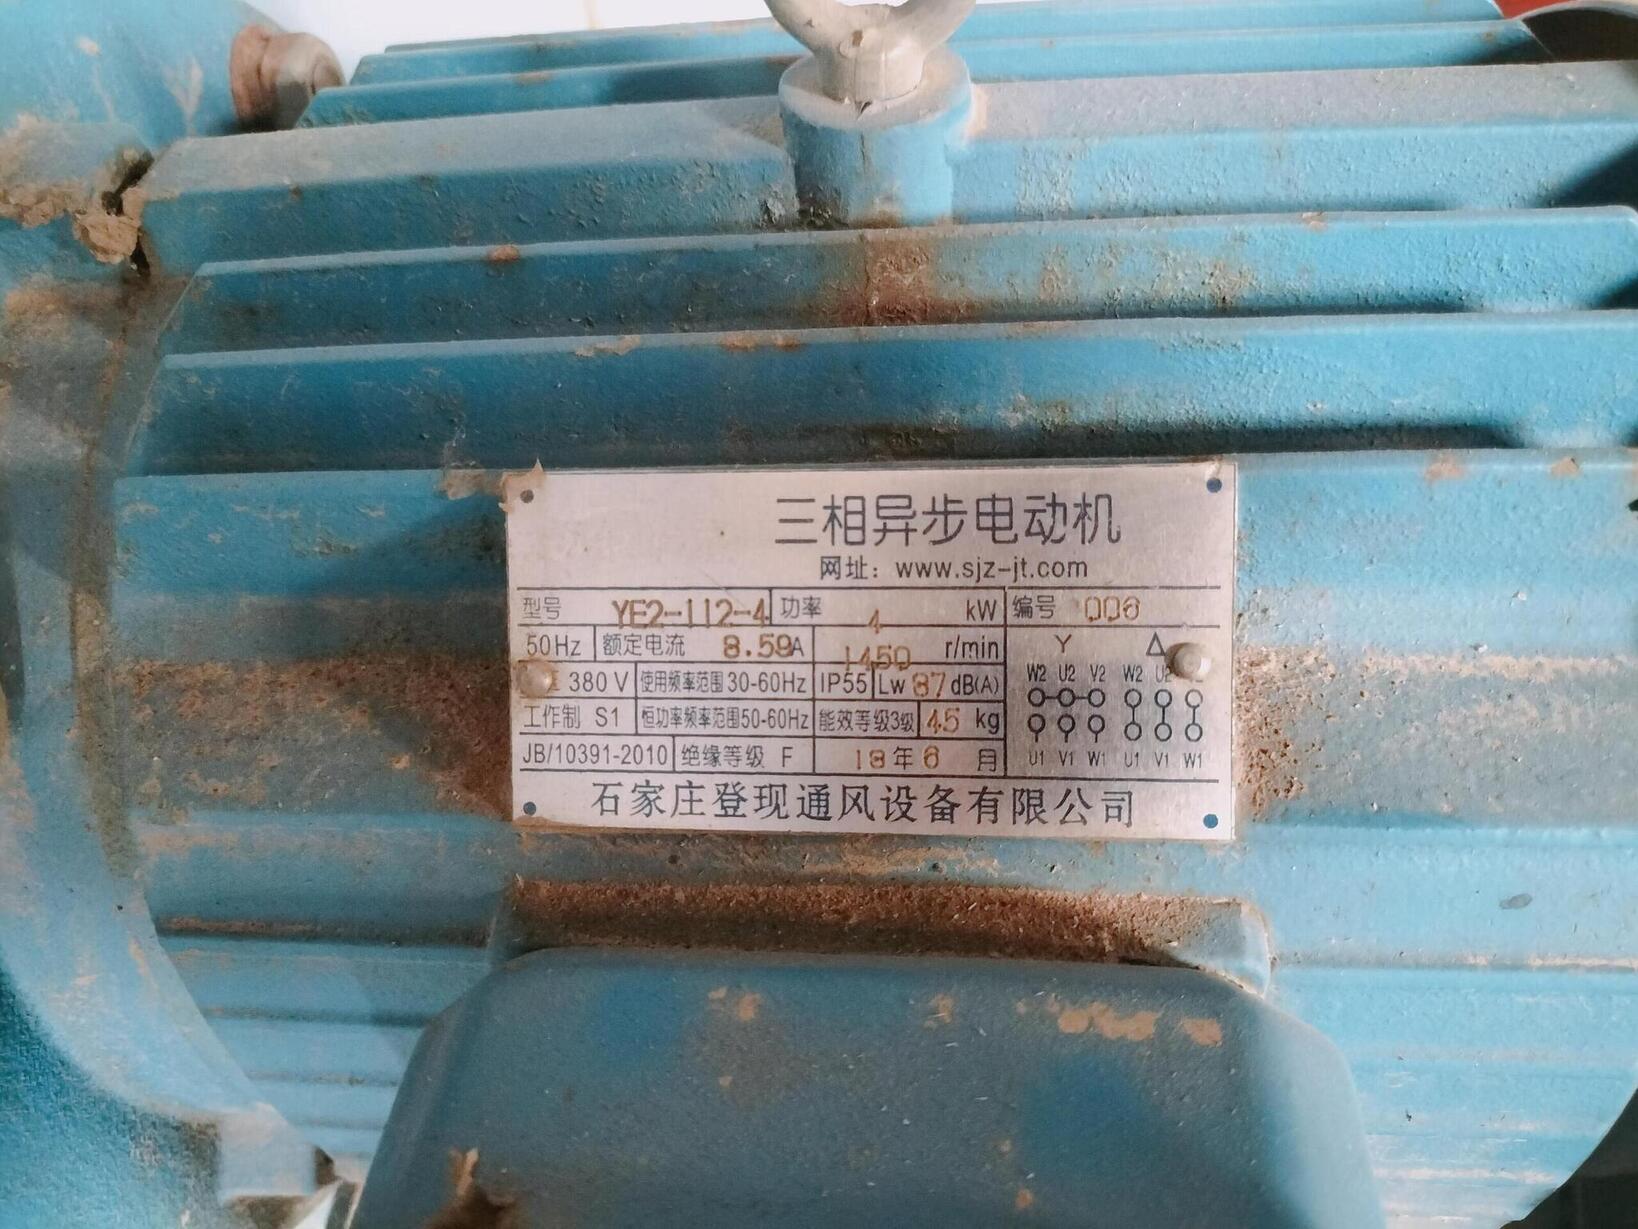 三相异步电动机
网址：www.sjz-jt.com
型号 YE2-112-4 功率 4 kW 编号 006
50Hz 额定电流 8.59A 1450 r/min Y Δ
380 V 使用频率范围 30-60Hz IP55 Lw 87 dB(A) W2 U2 V2 W2 U2
工作制 S1 恒功率频率范围50-60Hz 能效等级3级 45 kg
JB/10391-2010 绝缘等级 F 18 年 6 月 U1 V1 W1 U1 V1 W1
石家庄登现通风设备有限公司